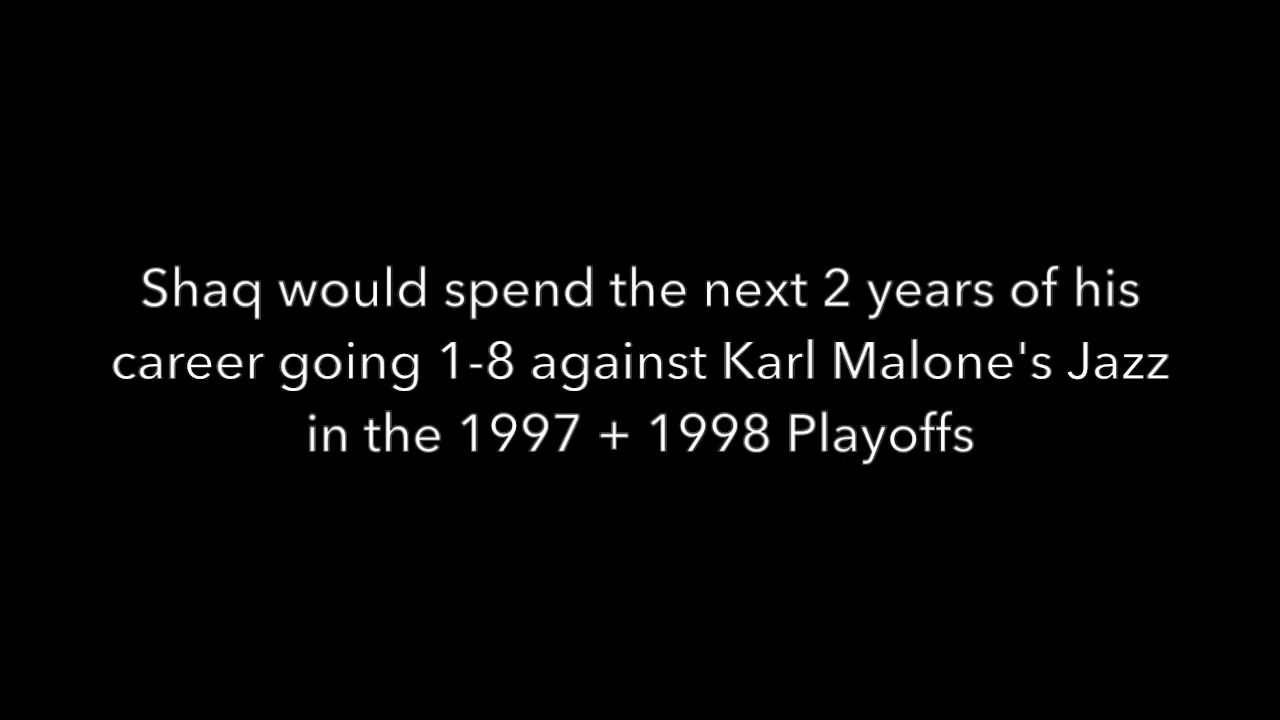 Shaq would spend the next 2 years of his
career going 1-8 against Karl Malone's Jazz
in the 1997 + 1998 Playoffs